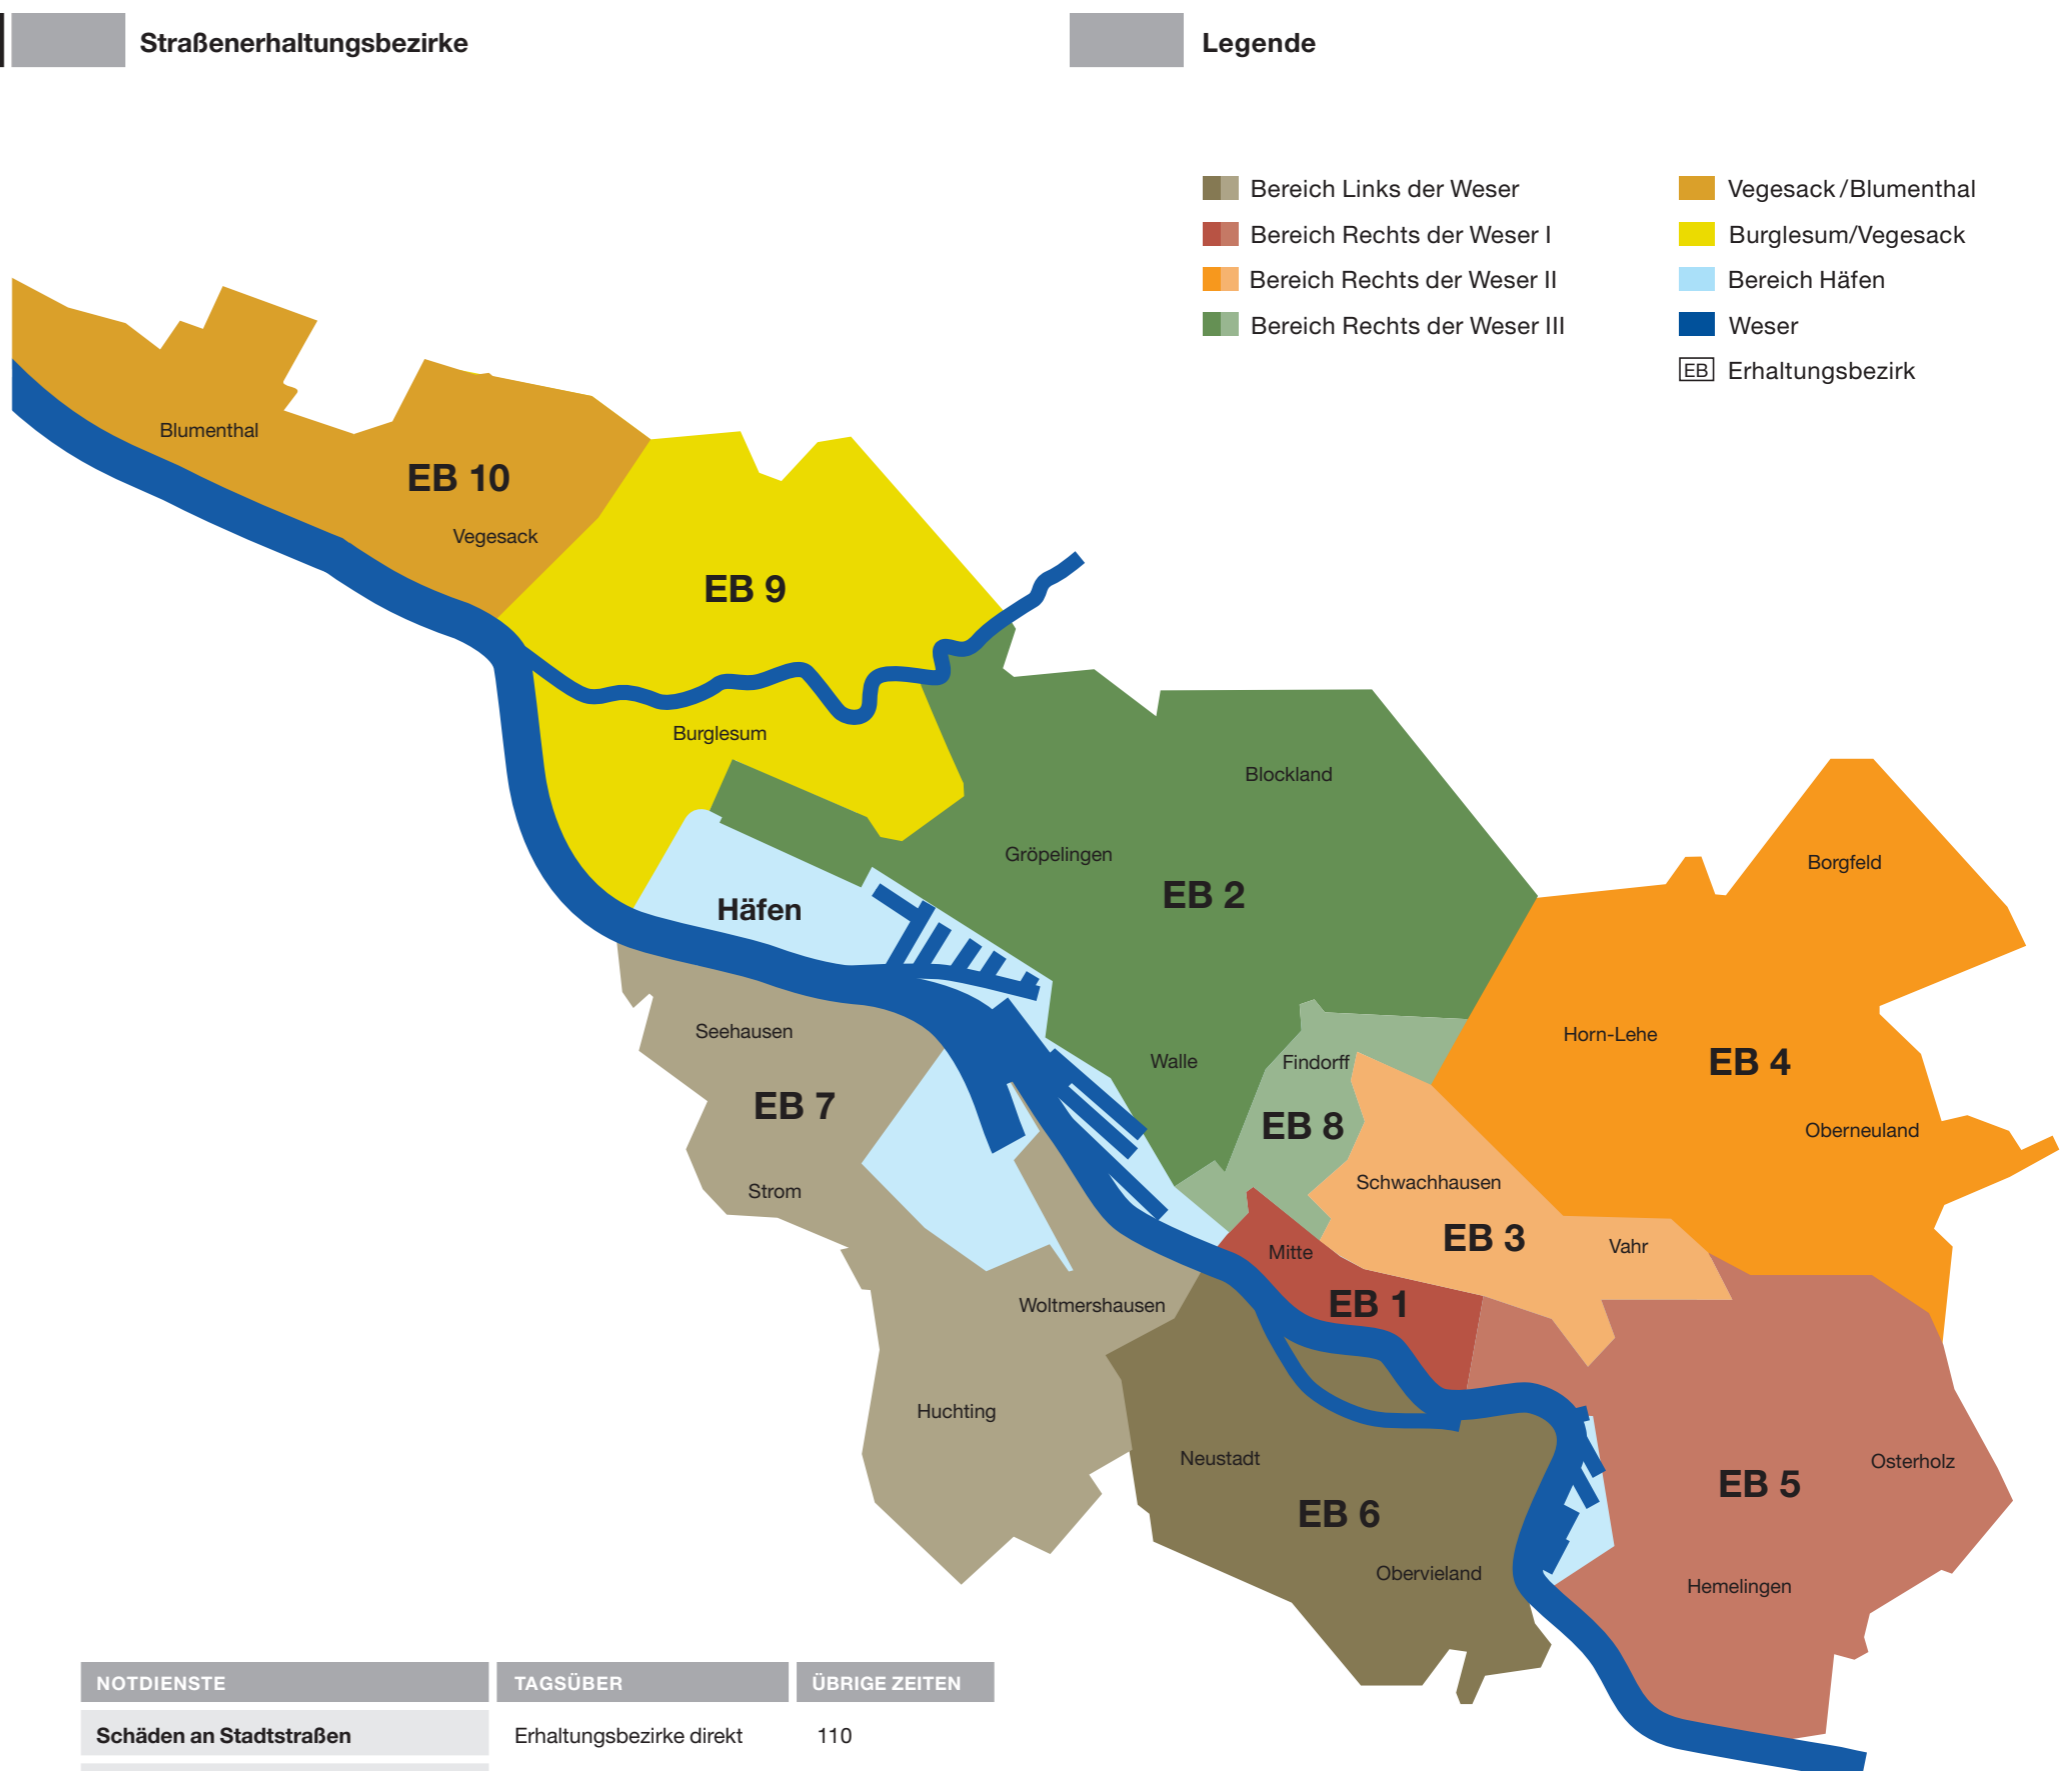 Straßenerhaltungsbezirke
Legende
Bereich Links der Weser
Bereich Rechts der Weser I
Bereich Rechts der Weser II
Bereich Rechts der Weser III
Vegesack/Blumenthal
Burglesum/Vegesack
Bereich Häfen
Weser
EB Erhaltungsbezirk
Blumenthal
EB 10
Vegesack
EB 9
Burglesum
Blockland
Gröpelingen
EB 2
Borgfeld
Häfen
Seehausen
Horn-Lehe
Walle
Findorff
EB 4
EB 7
EB 8
Oberneuland
Strom
Schwachhausen
EB 3
Vahr
Mitte
Woltmershausen
EB 1
Huchting
Neustadt
Osterholz
EB 5
EB 6
Obervieland
Hemelingen
NOTDIENSTE TAGSÜBER ÜBRIGE ZEITEN
Schäden an Stadtstraßen Erhaltungsbezirke direkt 110